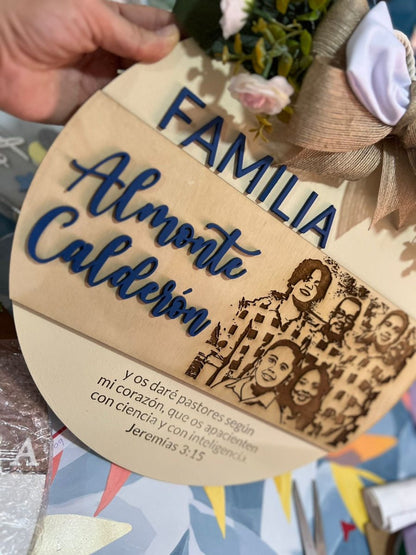 FAMILIA
Almonte
Calderón
y os daré pastores según
mi corazón, que os apacienten
con ciencia y con inteligencia
Jeremías 3:15
A